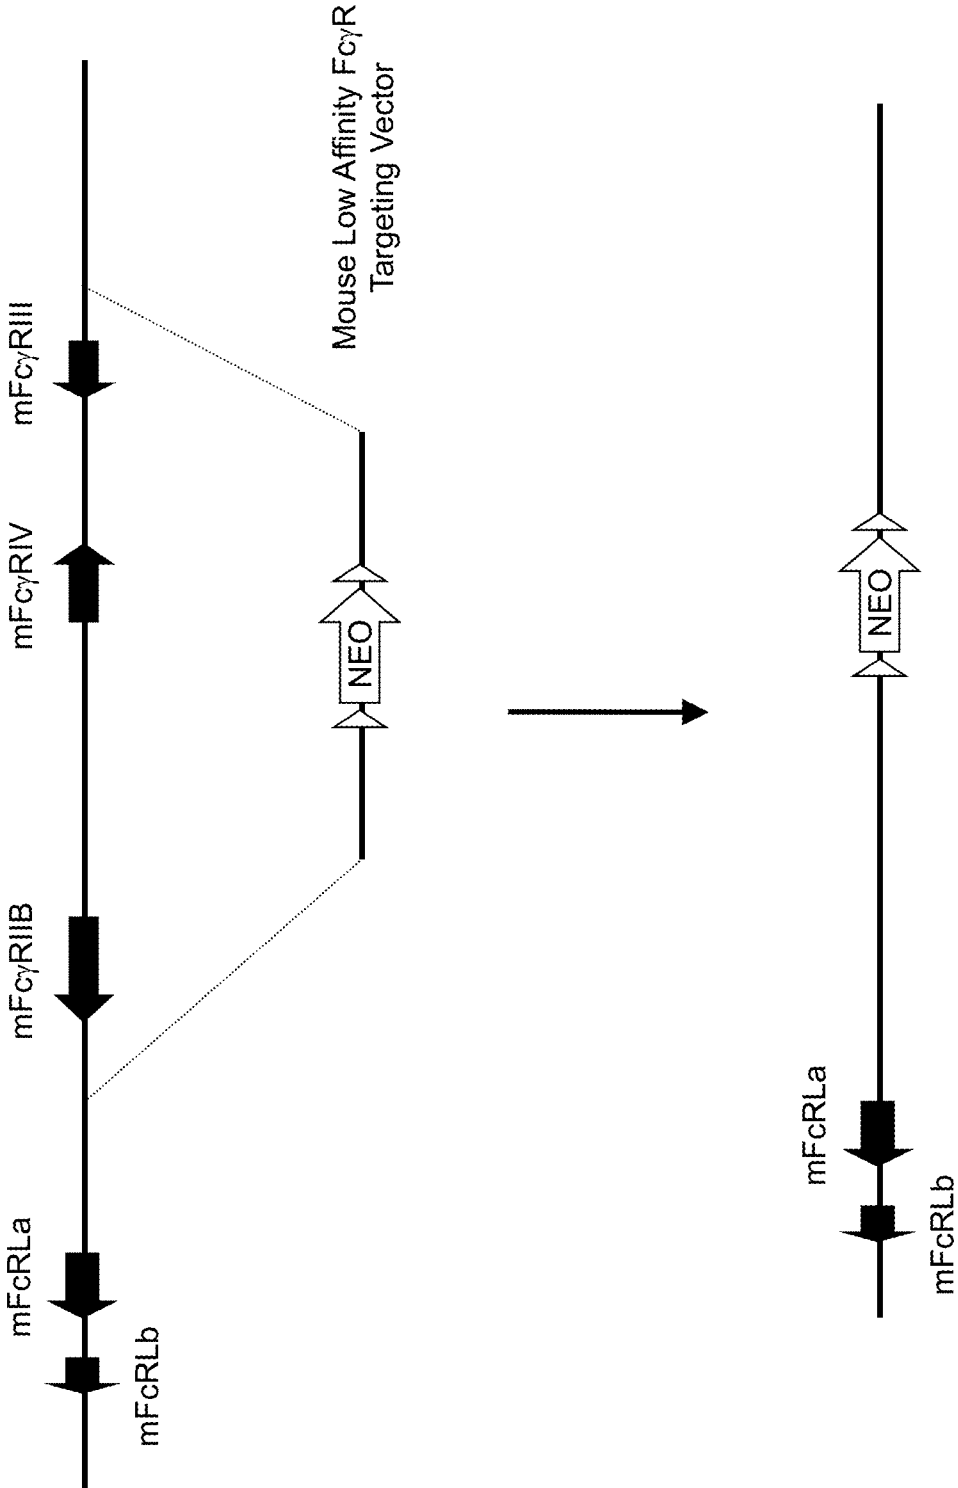 mFcRLa
mFcRLb
mFcγRIIB
mFcγRIV
mFcγRIII
NEO
Mouse Low Affinity FcγR
Targeting Vector
mFcRLa
mFcRLb
NEO